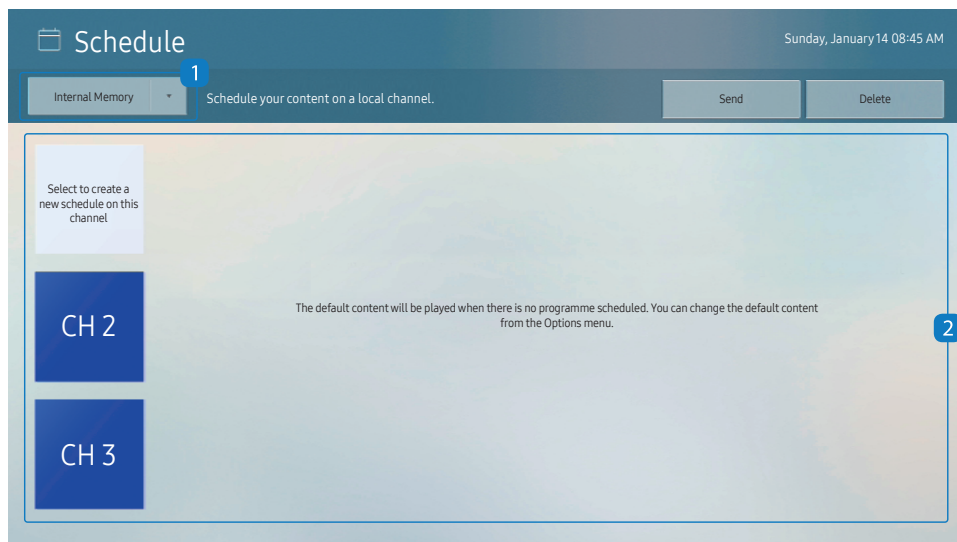 Schedule
Sunday, January 14 08:45 AM
1
Internal Memory
Schedule your content on a local channel.
Send
Delete
Select to create a
new schedule on this
channel
CH 2
The default content will be played when there is no programme scheduled. You can change the default content
from the Options menu.
2
CH 3